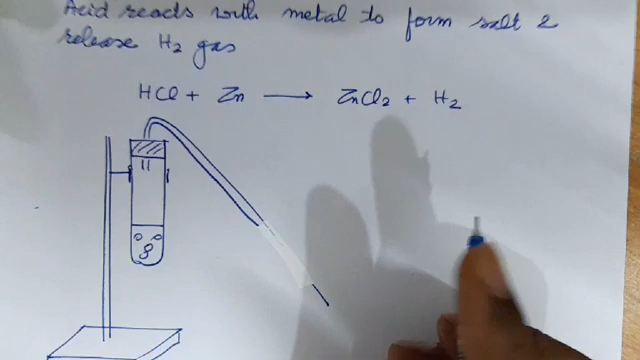 Acid reacts with metal to form salt &
release H2 gas
HCl + Zn ⟶ ZnCl2 + H2